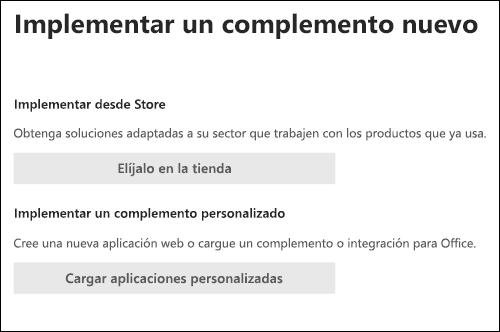 Implementar un complemento nuevo
Implementar desde Store
Obtenga soluciones adaptadas a su sector que trabajen con los productos que ya usa.
Elíjalo en la tienda
Implementar un complemento personalizado
Cree una nueva aplicación web o cargue un complemento o integración para Office.
Cargar aplicaciones personalizadas